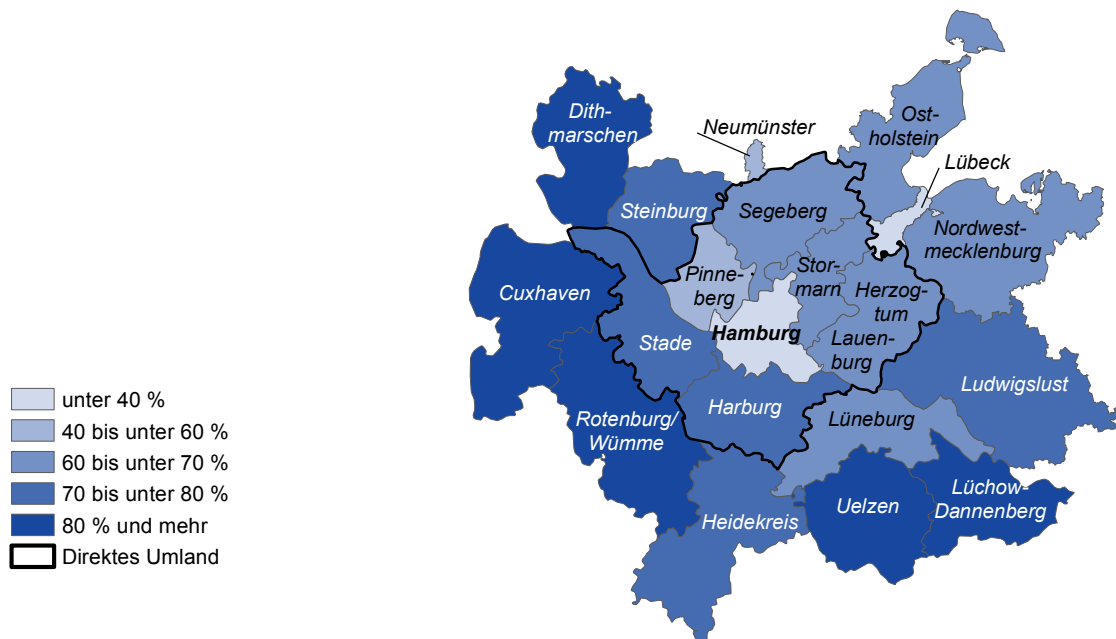 Dith-
marschen
Neumünster
Ost-
holstein
Lübeck
Steinburg
Segeberg
Nordwest-
mecklenburg
Pinne-
berg
Stor-
marn
Herzog-
tum
Lauen-
burg
Cuxhaven
Hamburg
Stade
Ludwigslust
Harburg
Lüneburg
Rotenburg/
Wümme
Heidekreis
Uelzen
Lüchow-
Dannenberg
unter 40 %
40 bis unter 60 %
60 bis unter 70 %
70 bis unter 80 %
80 % und mehr
Direktes Umland